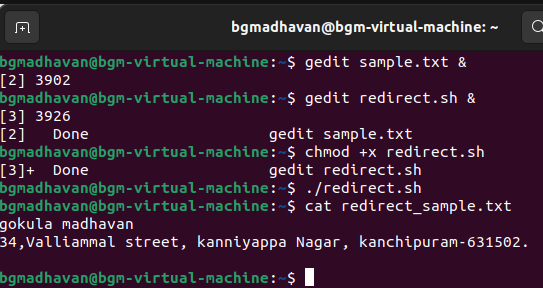 bgmadhavan@bgm-virtual-machine: ~
bgmadhavan@bgm-virtual-machine:~$ gedit sample.txt &
[2] 3902
bgmadhavan@bgm-virtual-machine:~$ gedit redirect.sh &
[3] 3926
[2]   Done                    gedit sample.txt
bgmadhavan@bgm-virtual-machine:~$ chmod +x redirect.sh
[3]+  Done                    gedit redirect.sh
bgmadhavan@bgm-virtual-machine:~$ ./redirect.sh
bgmadhavan@bgm-virtual-machine:~$ cat redirect_sample.txt
gokula madhavan
34,Valliammal street, kanniyappa Nagar, kanchipuram-631502.
bgmadhavan@bgm-virtual-machine:~$